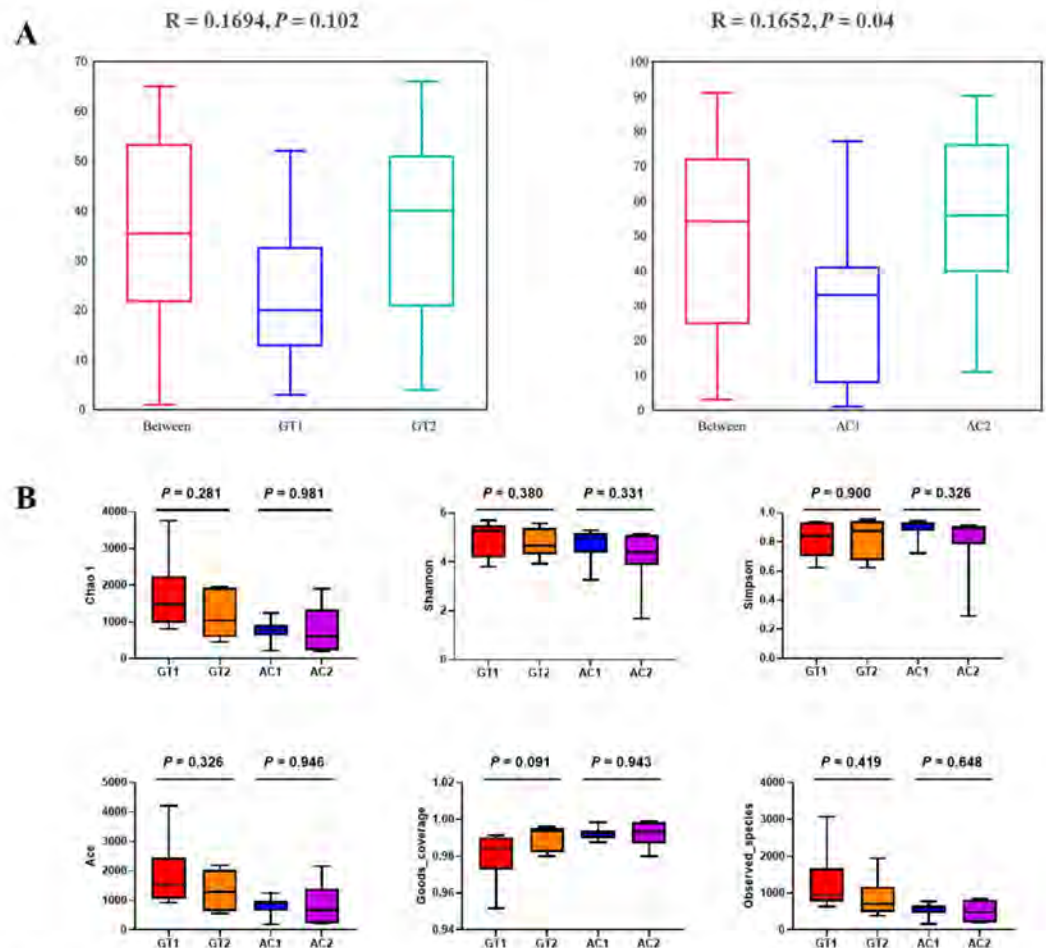 R = 0.1694, P = 0.102
R = 0.1652, P = 0.04
A
70
60
50
40
30
20
10
0
Between
GT1
GT2
100
90
80
70
60
50
40
30
20
10
0
Between
AC1
AC2
B
P = 0.281
P = 0.981
Chao 1
4000
3000
2000
1000
0
GT1
GT2
AC1
AC2
P = 0.380
P = 0.331
Shannon
6
4
2
0
GT1
GT2
AC1
AC2
P = 0.900
P = 0.326
Simpson
1.0
0.8
0.6
0.4
0.2
0.0
GT1
GT2
AC1
AC2
P = 0.326
P = 0.946
Ace
5000
4000
3000
2000
1000
0
GT1
GT2
AC1
AC2
P = 0.091
P = 0.943
Goods_coverage
1.02
1.00
0.98
0.96
0.94
GT1
GT2
AC1
AC2
P = 0.419
P = 0.648
Observed_species
4000
3000
2000
1000
0
GT1
GT2
AC1
AC2